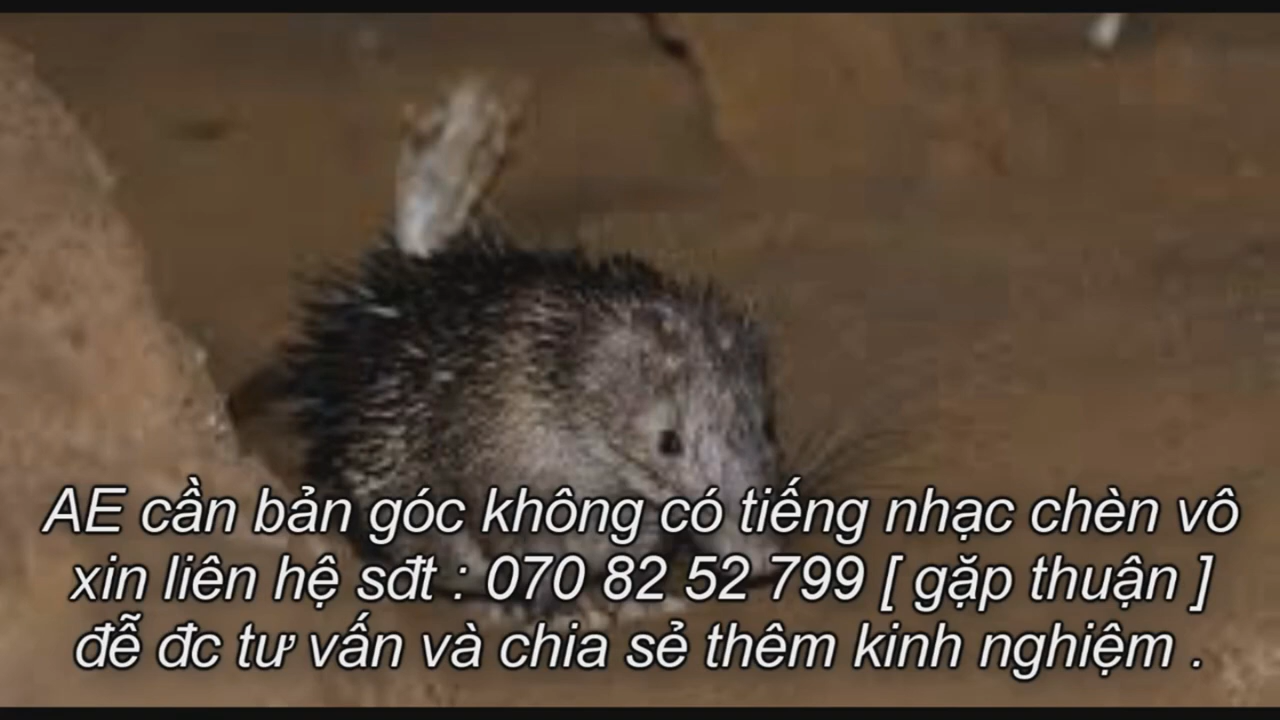 AE cần bản góc không có tiếng nhạc chèn vô
xin liên hệ sđt : 070 82 52 799 [ gặp thuận ]
đễ đc tư vấn và chia sẻ thêm kinh nghiệm .